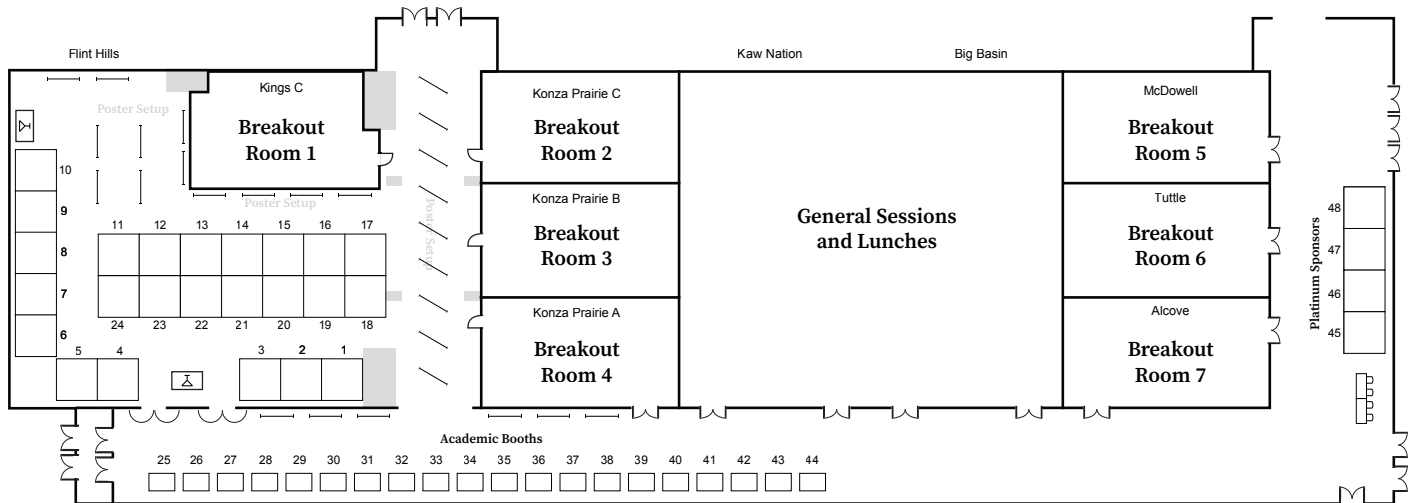 Flint Hills
Kaw Nation
Big Basin
Poster Setup
Kings C
Breakout
Room 1
Poster Setup
Poster Setup
Konza Prairie C
Breakout
Room 2
Konza Prairie B
Breakout
Room 3
Konza Prairie A
Breakout
Room 4
General Sessions
and Lunches
McDowell
Breakout
Room 5
Tuttle
Breakout
Room 6
Alcove
Breakout
Room 7
Platinum Sponsors
48
47
46
45
10
9
8
7
6
11 12 13 14 15 16 17
24 23 22 21 20 19 18
5 4 3 2 1
Academic Booths
25 26 27 28 29 30 31 32 33 34 35 36 37 38 39 40 41 42 43 44